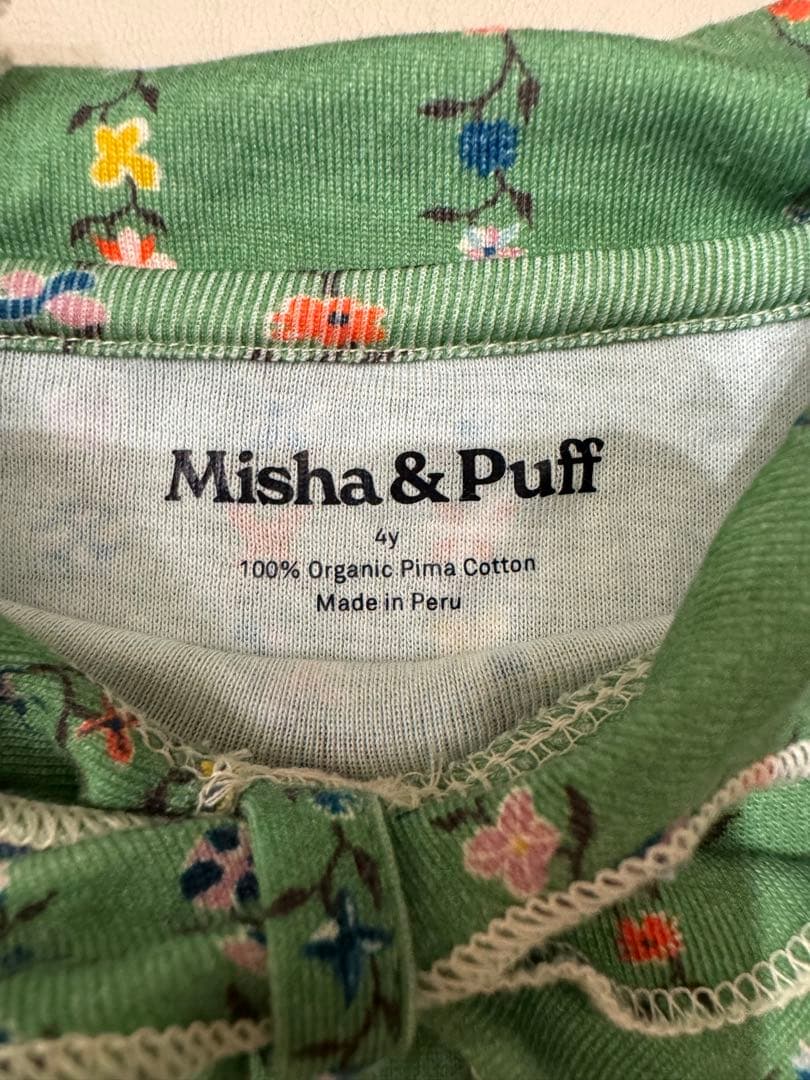 Misha & Puff
4y
100% Organic Pima Cotton
Made in Peru